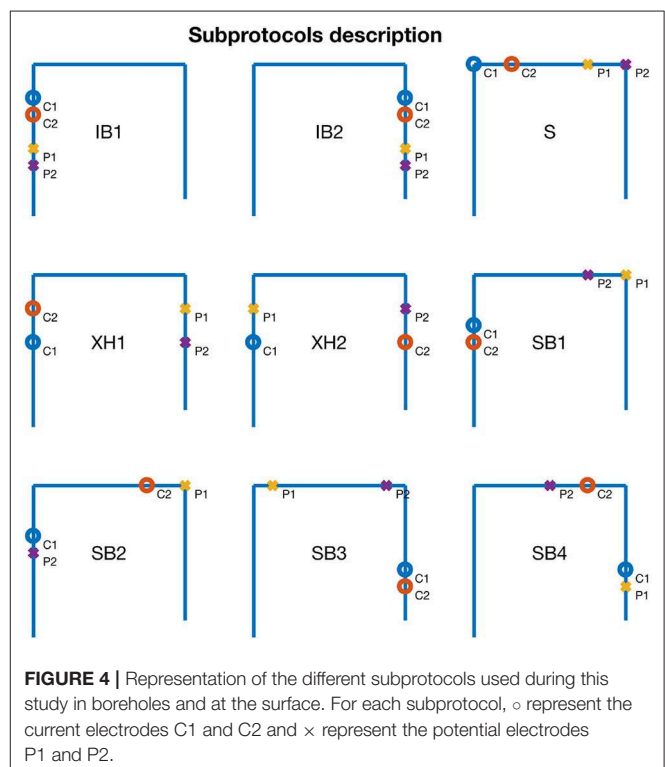 Subprotocols description
C1
C2
IB1
P1
P2
C1
C2
IB2
P1
P2
C1 C2 P1 P2
S
C2 P1
XH1
C1 P2
P1 P2
XH2
C1 C2
P2 P1
C1
C2
SB1
C2 P1
C1
P2
SB2
P1 P2
SB3
C1
C2
P2 C2
SB4
C1
P1
FIGURE 4 | Representation of the different subprotocols used during this
study in boreholes and at the surface. For each subprotocol, ○ represent the
current electrodes C1 and C2 and × represent the potential electrodes
P1 and P2.